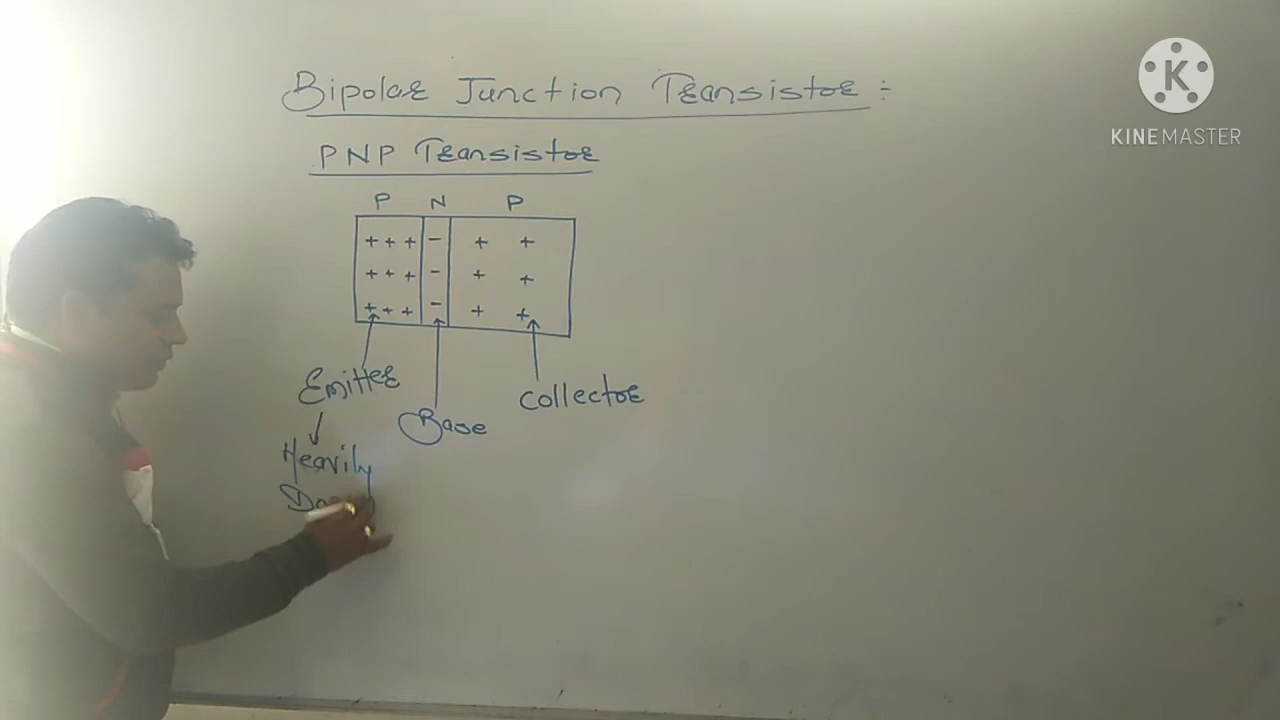 Bipolar Junction Transistor :-
PNP Transistor
P N P
+ + + - + +
+ + + - + +
+ + + - + +
Emitter
Base
Collector
Heavily
KINEMASTER